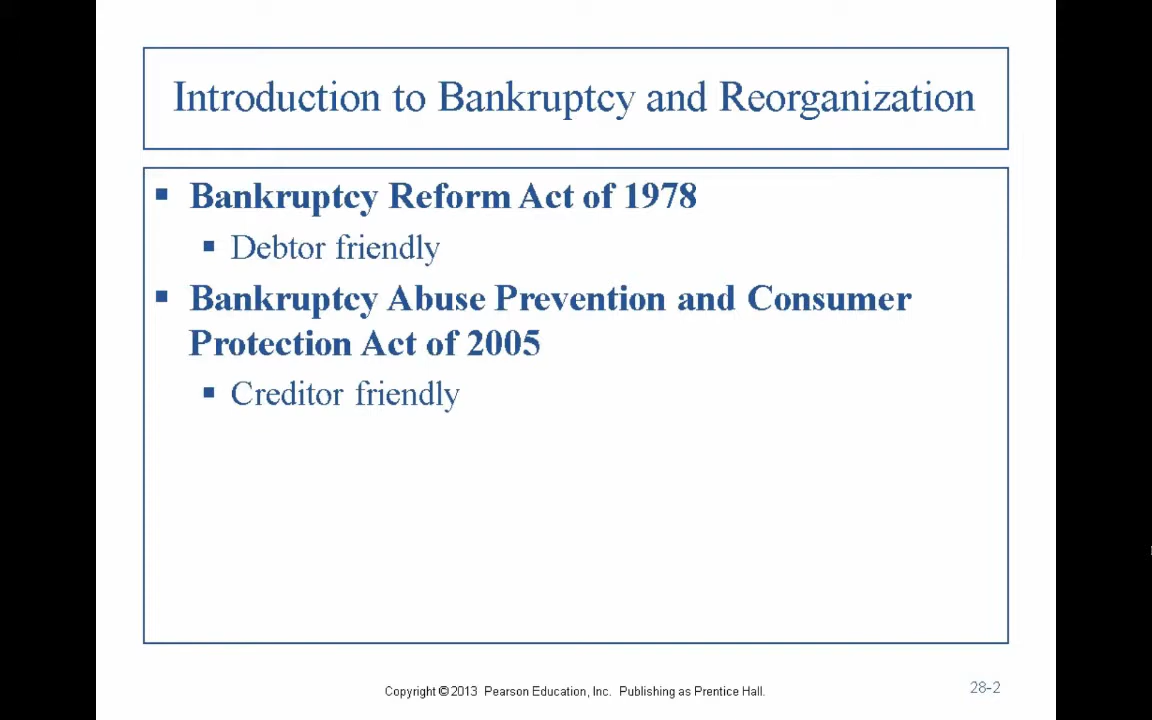 Introduction to Bankruptcy and Reorganization
▪ Bankruptcy Reform Act of 1978
▪ Debtor friendly
▪ Bankruptcy Abuse Prevention and Consumer
Protection Act of 2005
▪ Creditor friendly
Copyright © 2013 Pearson Education, Inc. Publishing as Prentice Hall.
28-2